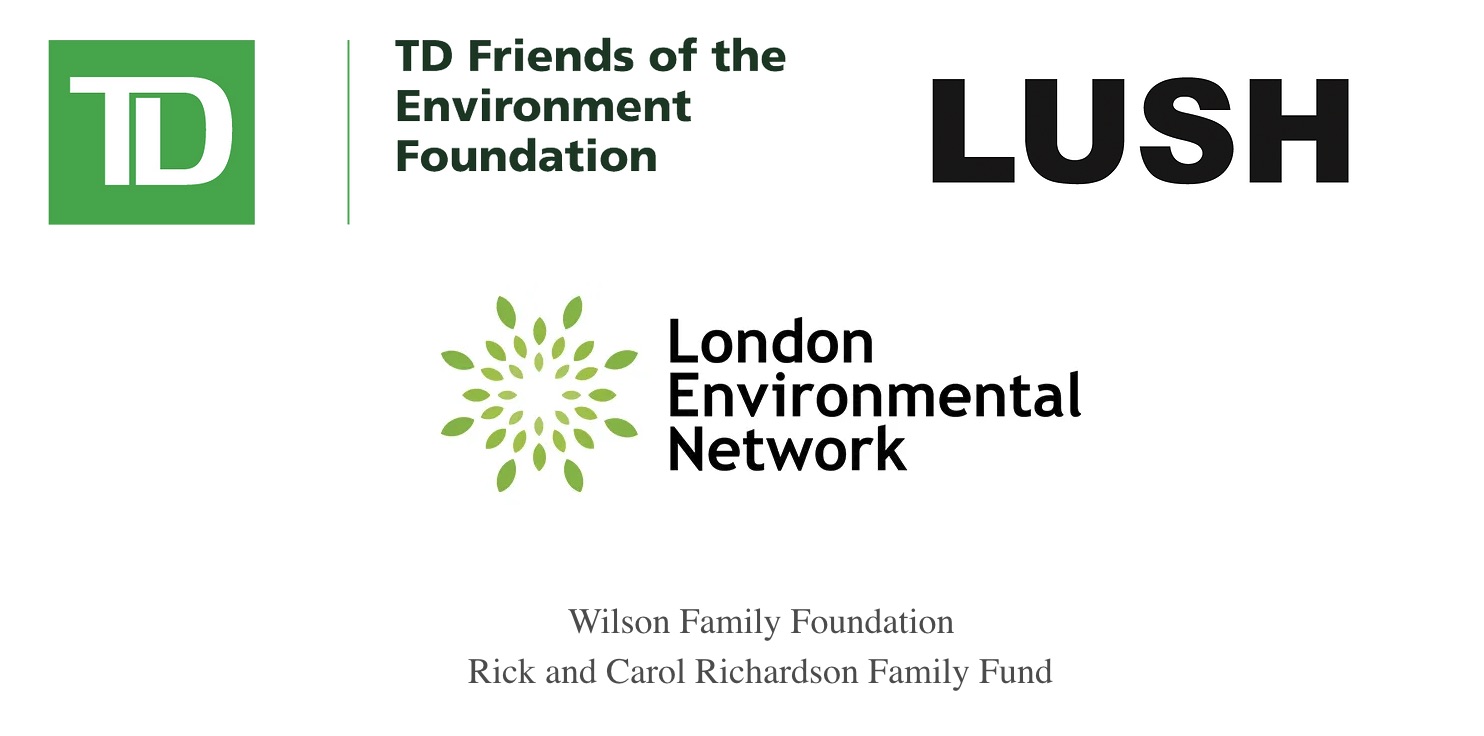 TD
TD Friends of the
Environment
Foundation
LUSH
London
Environmental
Network
Wilson Family Foundation
Rick and Carol Richardson Family Fund